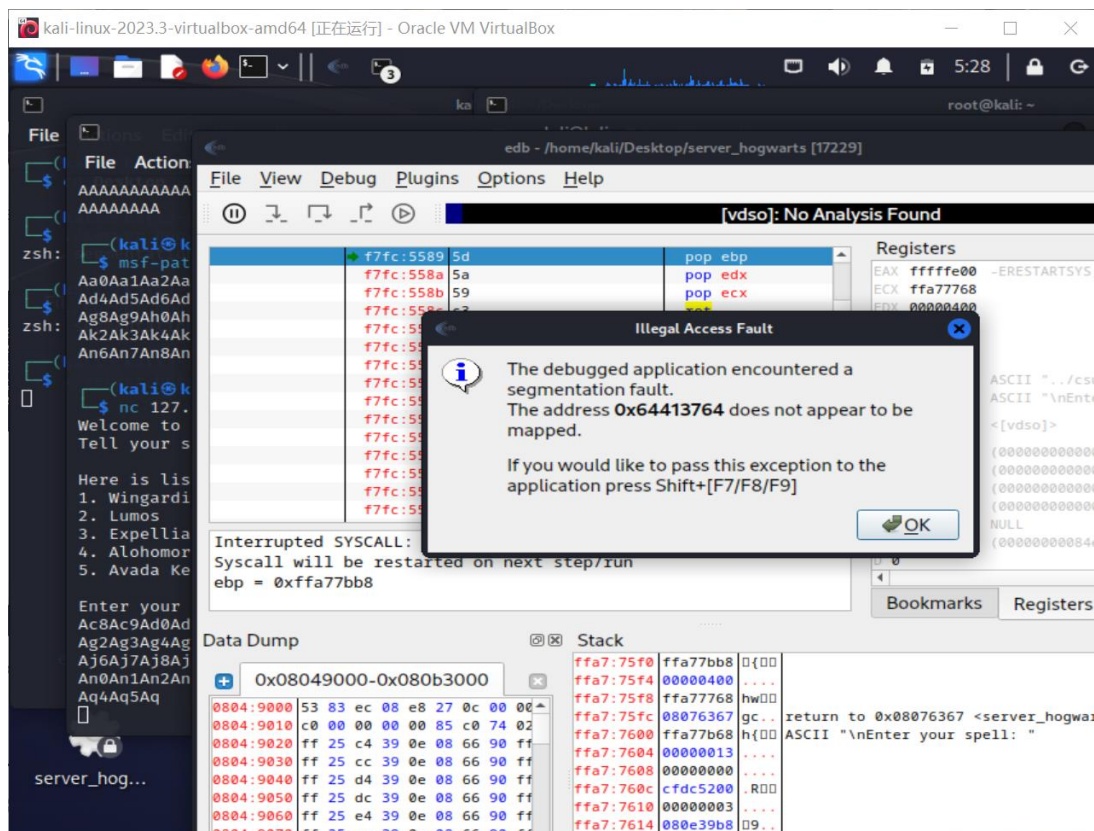 kali-linux-2023.3-virtualbox-amd64 [正在运行] - Oracle VM VirtualBox
3
5:28
root@kali: ~
File
edb - /home/kali/Desktop/server_hogwarts [17229]
File Action
File View Debug Plugins Options Help
AAAAAAAAAAA
AAAAAAAA
[vdso]: No Analysis Found
(kali
$ msf-pat
Aa0Aa1Aa2Aa
Ad4Ad5Ad6Ad
Ag8Ag9Ah0Ah
Ak2Ak3Ak4Ak
An6An7An8An
zsh:
zsh:
(kali
$ nc 127.
Welcome to
Tell your s
Here is lis
1. Wingardi
2. Lumos
3. Expellia
4. Alohomor
5. Avada Ke
Enter your
Ac8Ac9Ad0Ad
Ag2Ag3Ag4Ag
Aj6Aj7Aj8Aj
An0An1An2An
Aq4Aq5Aq
server_hog...
f7fc:5589 5d pop ebp
f7fc:558a 5a pop edx
f7fc:558b 59 pop ecx
Registers
EAX fffffe00 -ERESTARTSYS
ECX ffa77768
EDX 00000400
ASCII "../cs
ASCII "\nEnt
<[vdso]>
NULL
Illegal Access Fault
The debugged application encountered a
segmentation fault.
The address 0x64413764 does not appear to be
mapped.
If you would like to pass this exception to the
application press Shift+[F7/F8/F9]
OK
Interrupted SYSCALL:
Syscall will be restarted on next step/run
ebp = 0xffa77bb8
Bookmarks Registers
Data Dump
0x08049000-0x080b3000
0804:9000 53 83 ec 08 e8 27 0c 00 00
0804:9010 c0 00 00 00 00 85 c0 74 02
0804:9020 ff 25 c4 39 0e 08 66 90 ff
0804:9030 ff 25 cc 39 0e 08 66 90 ff
0804:9040 ff 25 d4 39 0e 08 66 90 ff
0804:9050 ff 25 dc 39 0e 08 66 90 ff
0804:9060 ff 25 e4 39 0e 08 66 90 ff
Stack
ffa7:75f0 ffa77bb8
ffa7:75f4 00000400 ....
ffa7:75f8 ffa77768 hw
ffa7:75fc 08076367 gc.. return to 0x08076367 <server_hogwar
ffa7:7600 ffa77b68 h{ ASCII "\nEnter your spell: "
ffa7:7604 00000013 ....
ffa7:7608 00000000 ....
ffa7:760c cfdc5200 .R
ffa7:7610 00000003 ....
ffa7:7614 080e39b8 9..